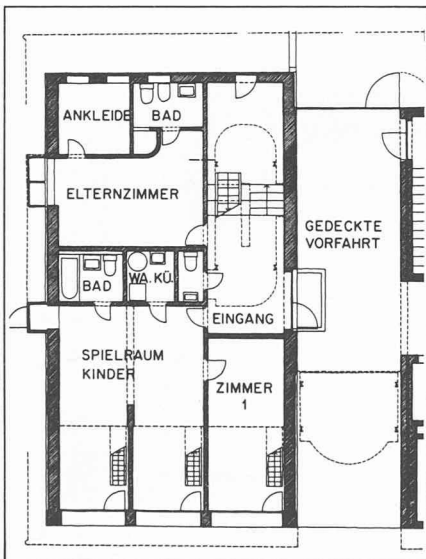 ANKLEIDE
BAD
ELTERNZIMMER
GEDECKTE
VORFAHRT
BAD
WA.KÜ.
EINGANG
SPIELRAUM
KINDER
ZIMMER
1